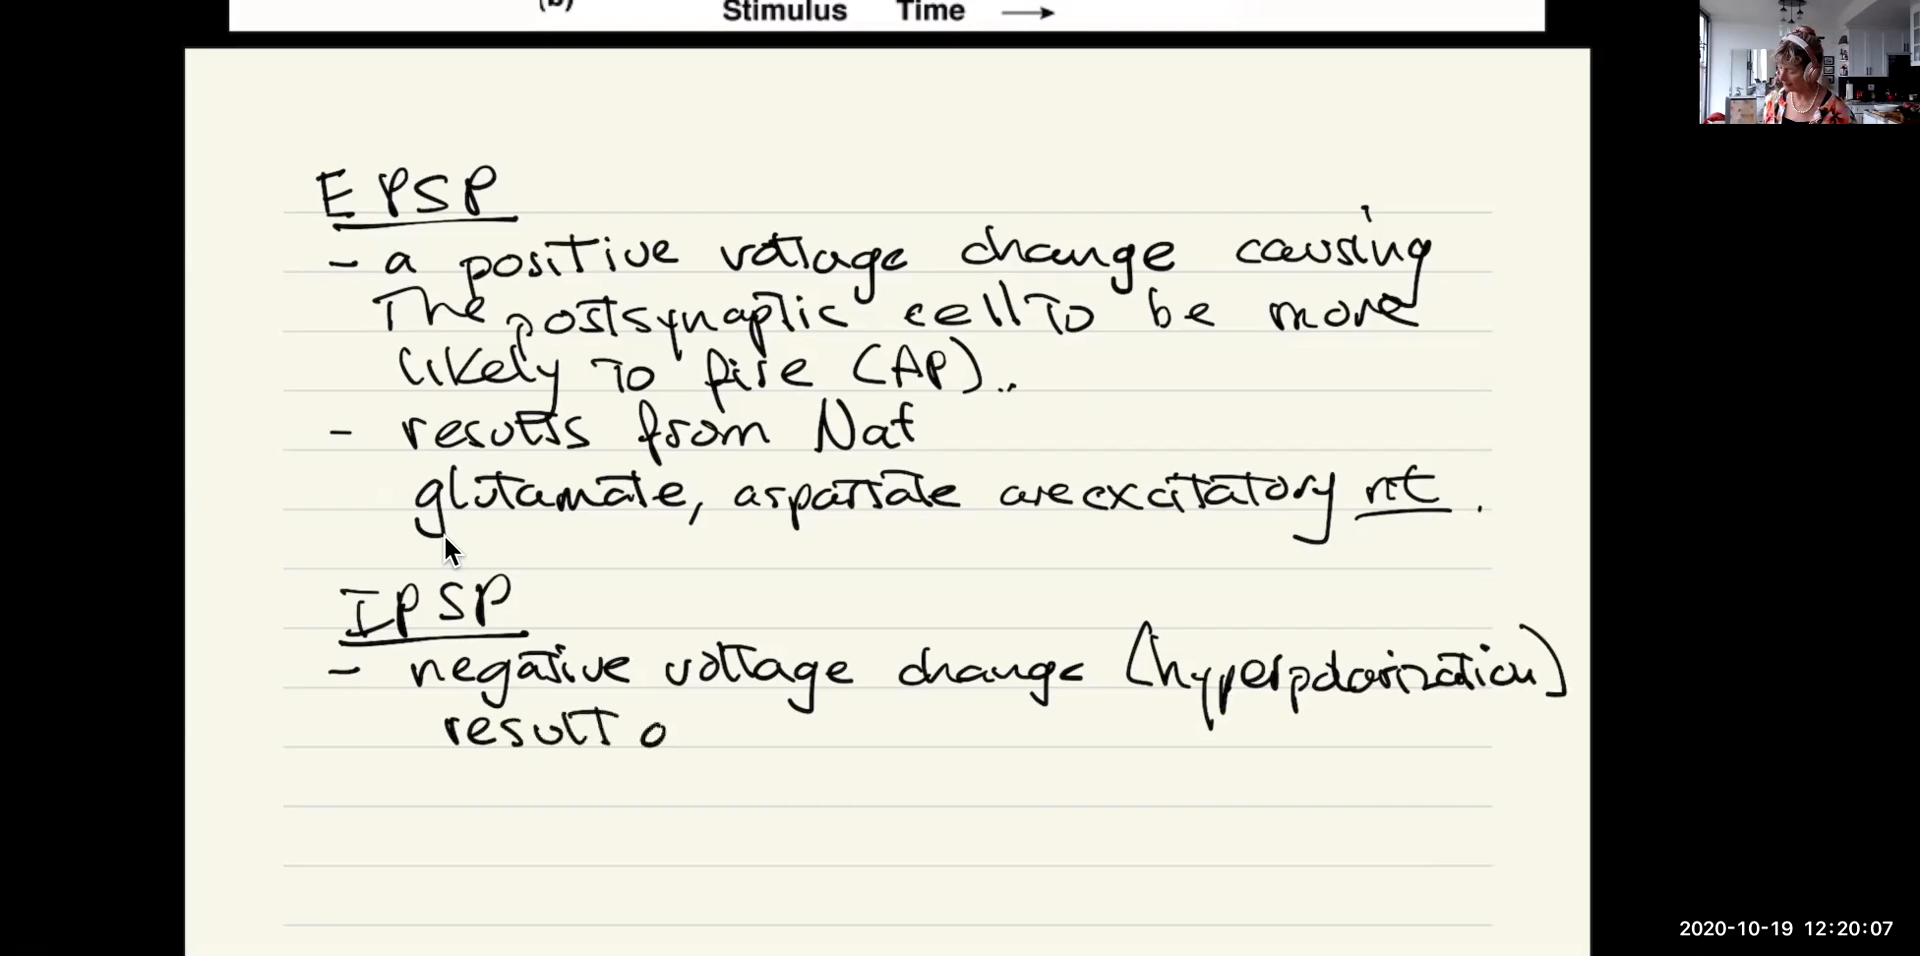 (b) Stimulus Time →
EPSP
- a positive voltage change causing
The postsynaptic cell to be more
likely to fire (AP)..
- results from Na+
glutamate, aspartate are excitatory nt.
IPSP
- negative voltage change (hyperpolarization)
result o
2020-10-19 12:20:07